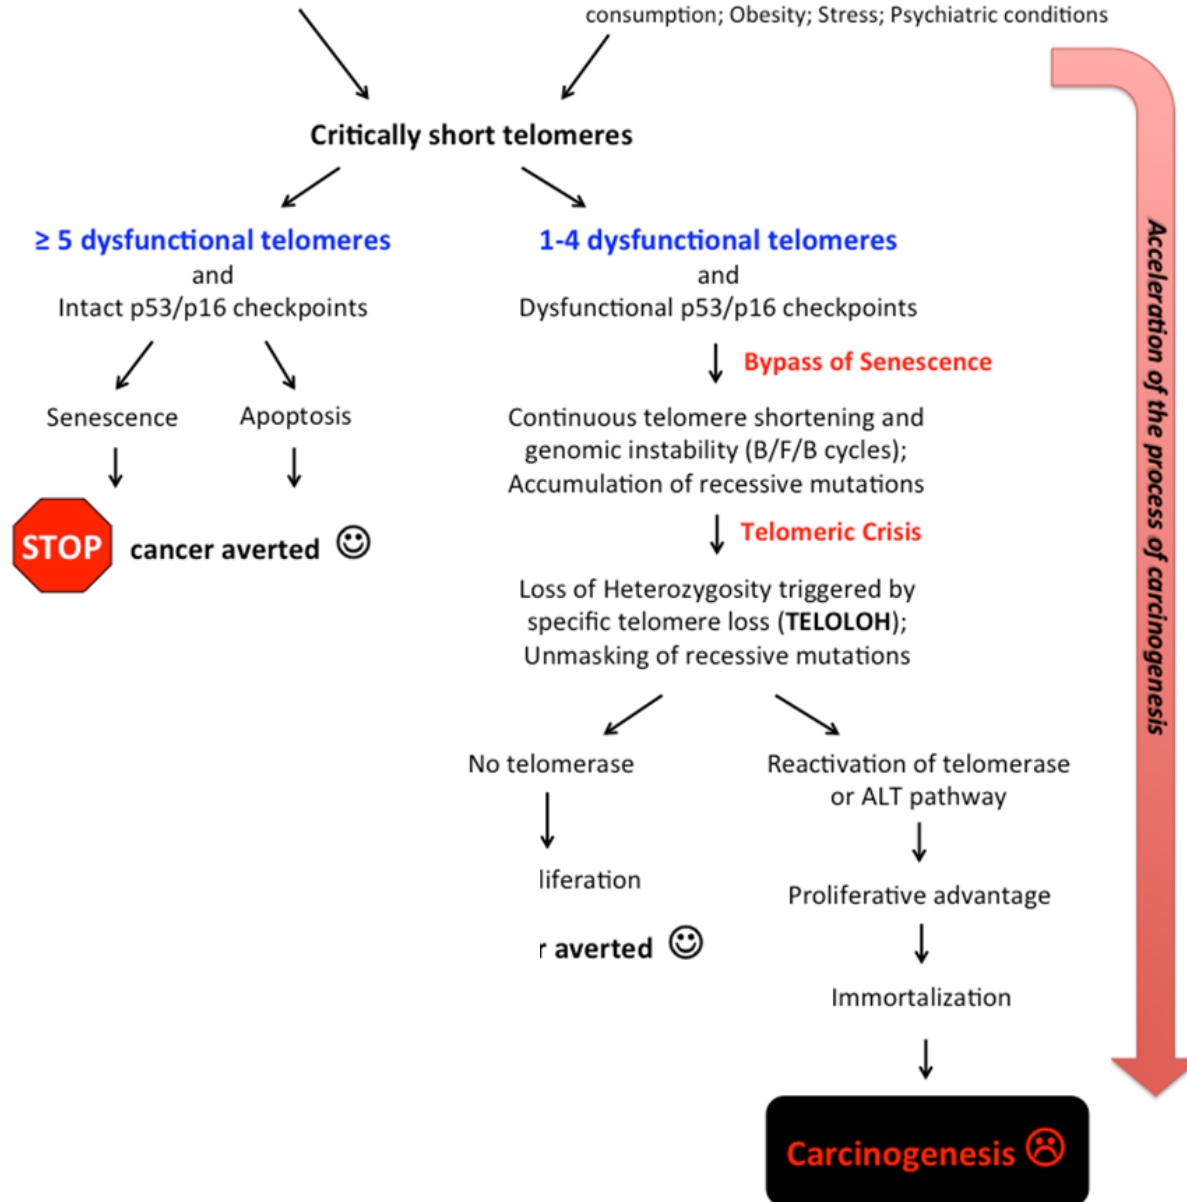 consumption; Obesity; Stress; Psychiatric conditions
Critically short telomeres
≥ 5 dysfunctional telomeres
and
Intact p53/p16 checkpoints
Senescence
Apoptosis
STOP
cancer averted
1-4 dysfunctional telomeres
and
Dysfunctional p53/p16 checkpoints
Bypass of Senescence
Continuous telomere shortening and
genomic instability (B/F/B cycles);
Accumulation of recessive mutations
Telomeric Crisis
Loss of Heterozygosity triggered by
specific telomere loss (TELOLOH);
Unmasking of recessive mutations
No telomerase
liferation
r averted
Reactivation of telomerase
or ALT pathway
Proliferative advantage
Immortalization
Carcinogenesis
Acceleration of the process of carcinogenesis